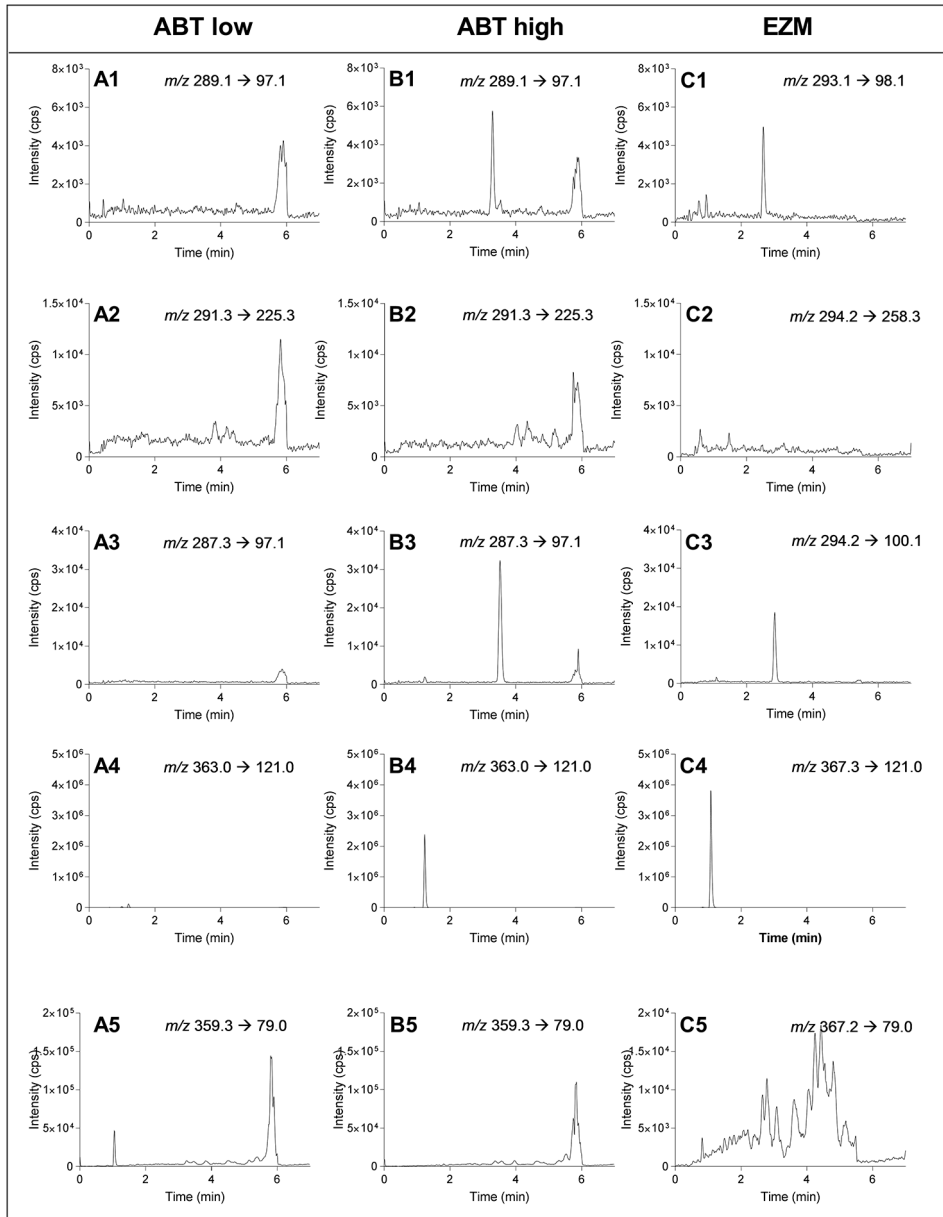 ABT low ABT high EZM
A1 m/z 289.1 → 97.1
Intensity (cps)
8×10³
6×10³
4×10³
2×10³
0
0 2 4 6
Time (min)
B1 m/z 289.1 → 97.1
Intensity (cps)
8×10³
6×10³
4×10³
2×10³
0
0 2 4 6
Time (min)
C1 m/z 293.1 → 98.1
Intensity (cps)
8×10³
6×10³
4×10³
2×10³
0
0 2 4 6
Time (min)
A2 m/z 291.3 → 225.3
Intensity (cps)
1.5×10⁴
1×10⁴
5×10³
0
0 2 4 6
Time (min)
B2 m/z 291.3 → 225.3
Intensity (cps)
1.5×10⁴
1×10⁴
5×10³
0
0 2 4 6
Time (min)
C2 m/z 294.2 → 258.3
Intensity (cps)
1.5×10⁴
1×10⁴
5×10³
0
0 2 4 6
Time (min)
A3 m/z 287.3 → 97.1
Intensity (cps)
4×10⁴
3×10⁴
2×10⁴
1×10⁴
0
0 2 4 6
Time (min)
B3 m/z 287.3 → 97.1
Intensity (cps)
4×10⁴
3×10⁴
2×10⁴
1×10⁴
0
0 2 4 6
Time (min)
C3 m/z 294.2 → 100.1
Intensity (cps)
4×10⁴
3×10⁴
2×10⁴
1×10⁴
0
0 2 4 6
Time (min)
A4 m/z 363.0 → 121.0
Intensity (cps)
5×10⁶
4×10⁶
3×10⁶
2×10⁶
1×10⁶
0
0 2 4 6
Time (min)
B4 m/z 363.0 → 121.0
Intensity (cps)
5×10⁶
4×10⁶
3×10⁶
2×10⁶
1×10⁶
0
0 2 4 6
Time (min)
C4 m/z 367.3 → 121.0
Intensity (cps)
5×10⁶
4×10⁶
3×10⁶
2×10⁶
1×10⁶
0
0 2 4 6
Time (min)
A5 m/z 359.3 → 79.0
Intensity (cps)
2×10⁵
1.5×10⁵
1×10⁵
5×10⁴
0
0 2 4 6
Time (min)
B5 m/z 359.3 → 79.0
Intensity (cps)
2×10⁵
1.5×10⁵
1×10⁵
5×10⁴
0
0 2 4 6
Time (min)
C5 m/z 367.2 → 79.0
Intensity (cps)
2×10⁴
1.5×10⁴
1×10⁴
5×10³
0
0 2 4 6
Time (min)